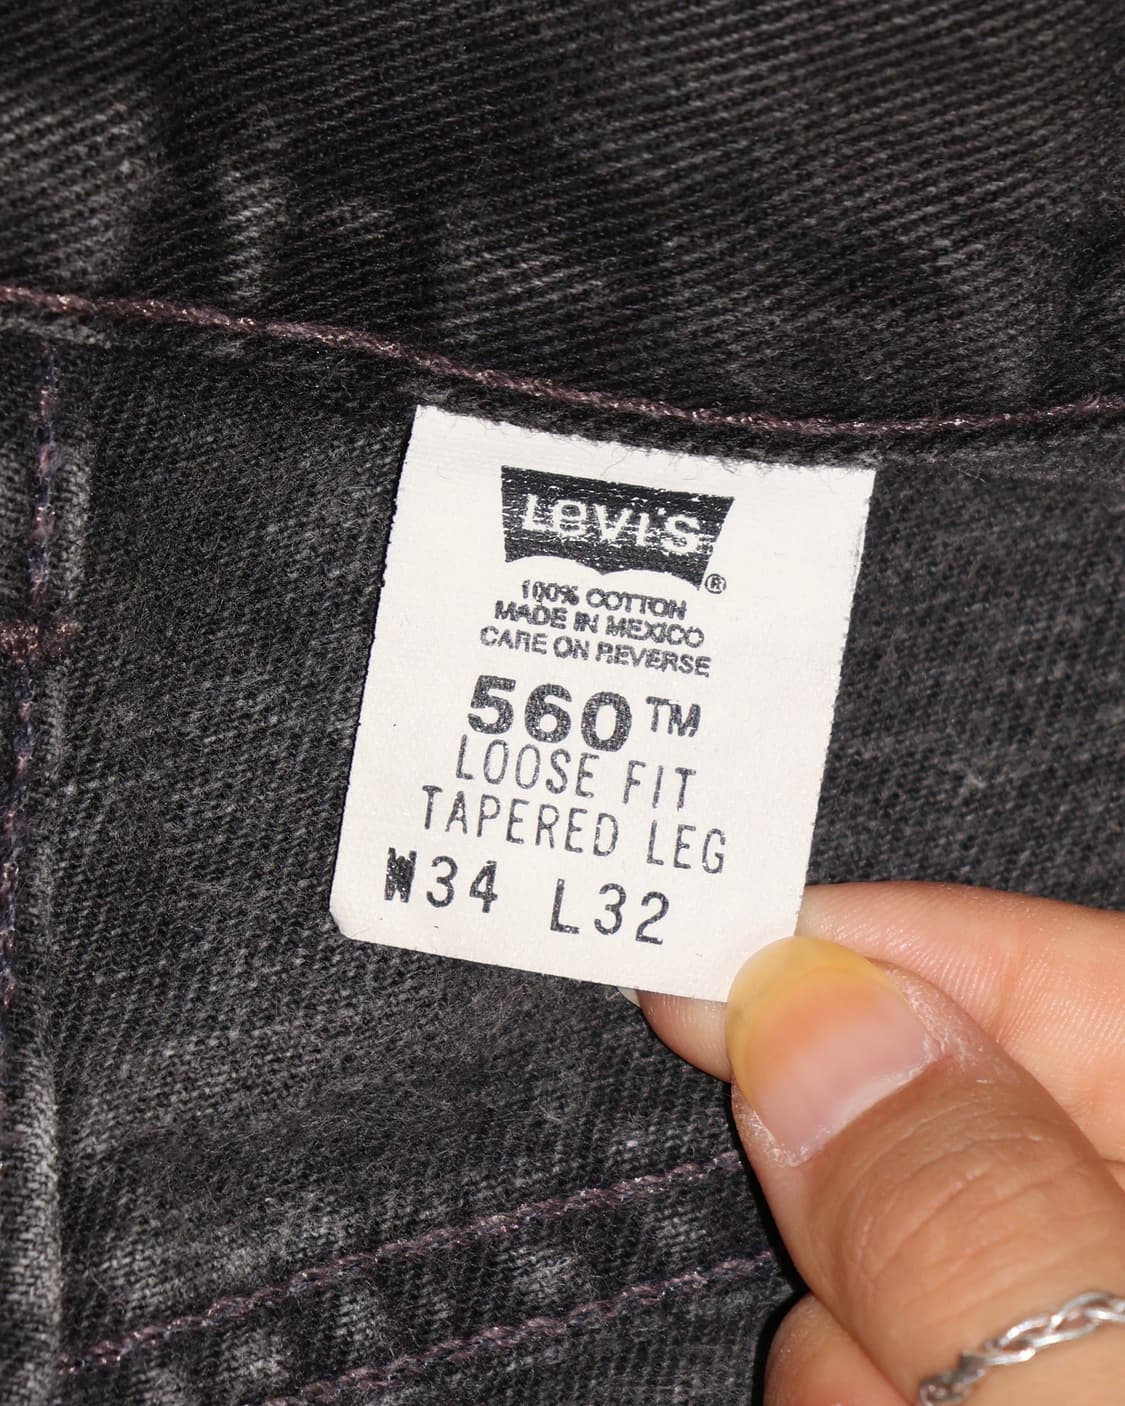 Levi's
®
100% COTTON
MADE IN MEXICO
CARE ON REVERSE
560™
LOOSE FIT
TAPERED LEG
W34 L32